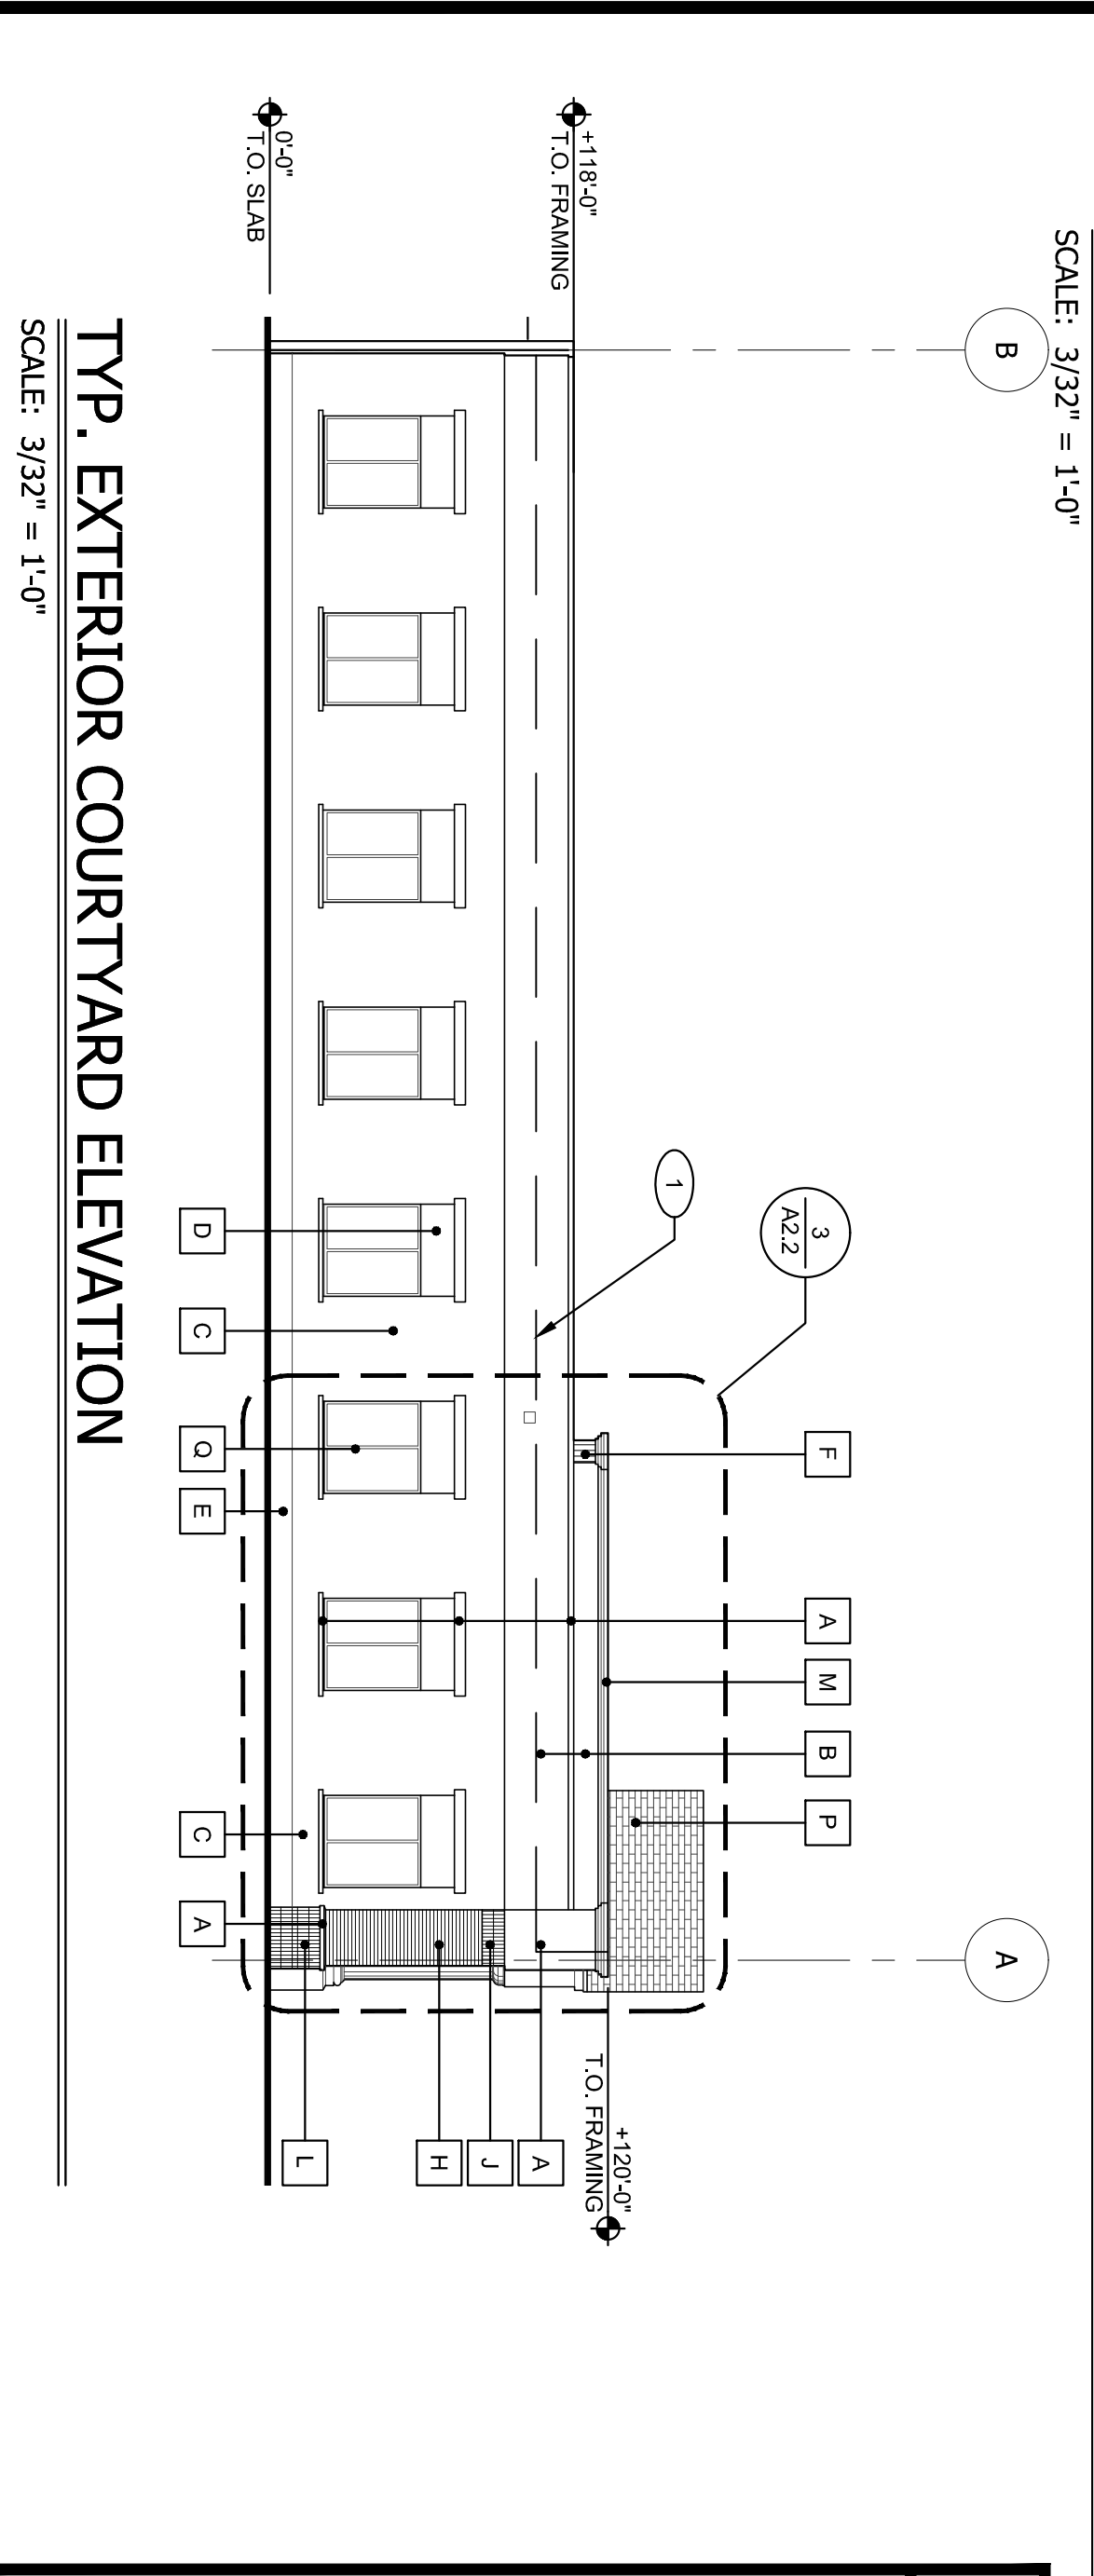 SCALE: 3/32" = 1'-0"
B
A
3
A2.2
F
A
M
B
P
1
+118'-0"
T.O. FRAMING
+120'-0"
T.O. FRAMING
A
J
H
L
0'-0"
T.O. SLAB
D
C
Q
E
C
A
TYP. EXTERIOR COURTYARD ELEVATION
SCALE: 3/32" = 1'-0"